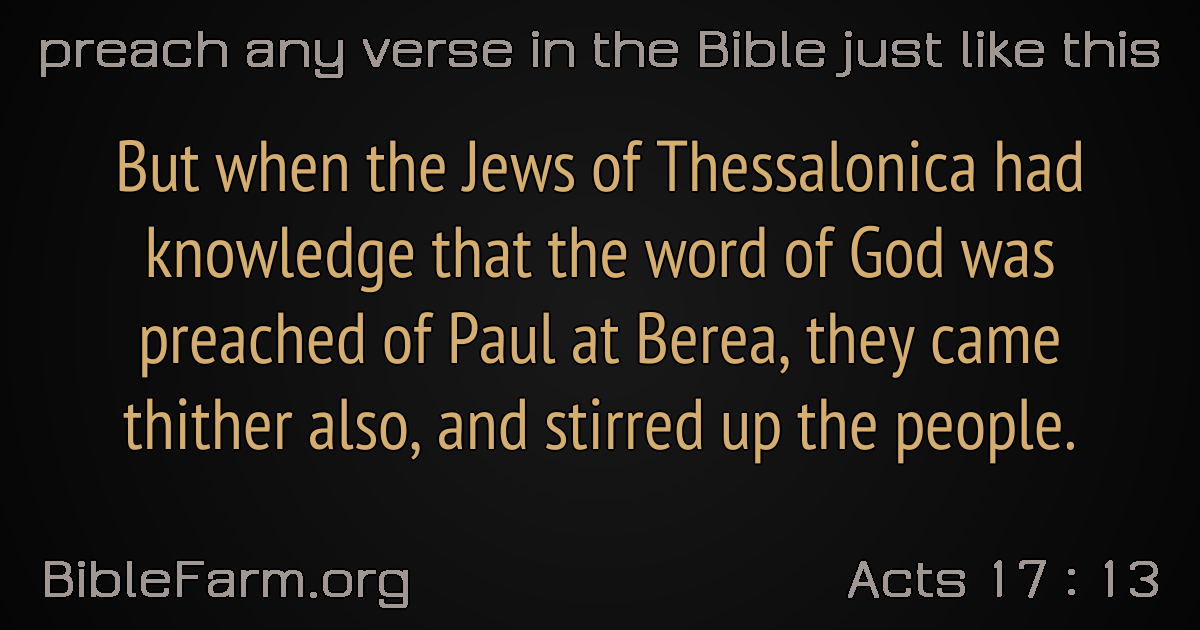 preach any verse in the Bible just like this
But when the Jews of Thessalonica had
knowledge that the word of God was
preached of Paul at Berea, they came
thither also, and stirred up the people.
BibleFarm.org
Acts 17 : 13